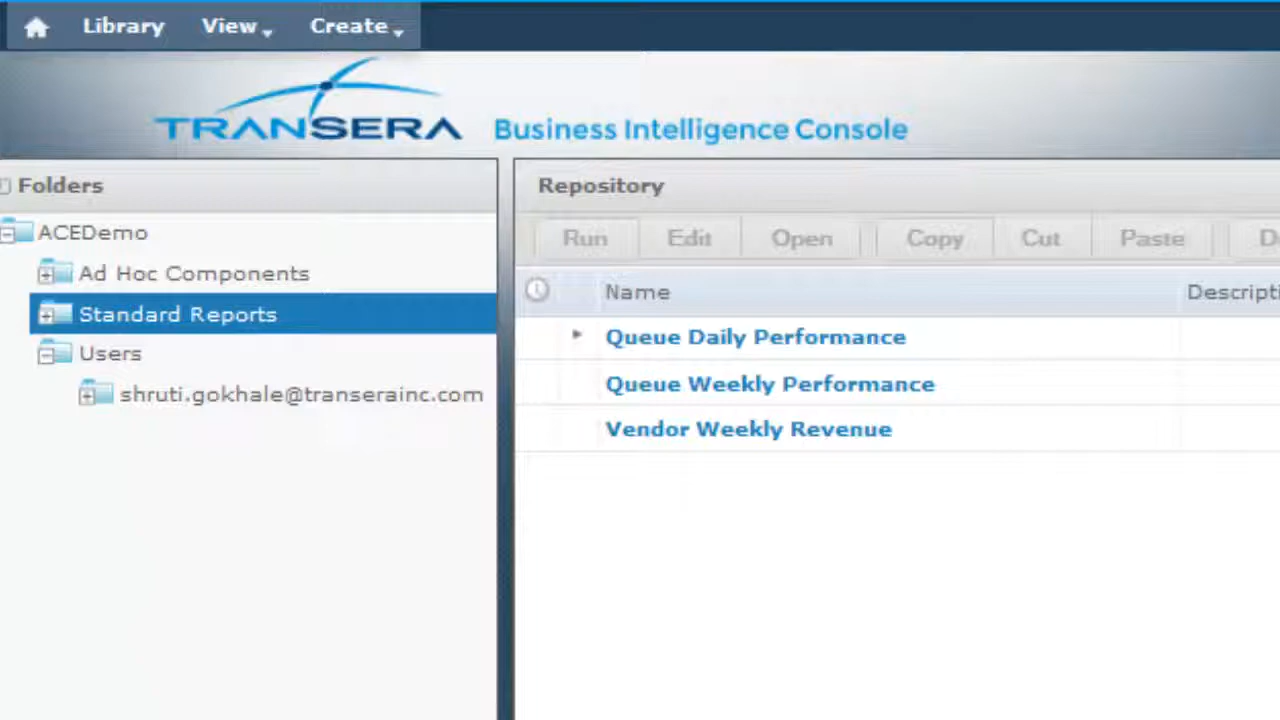 Library View Create
TRANSERA Business Intelligence Console
Folders
ACEDemo
Ad Hoc Components
Standard Reports
Users
shruti.gokhale@transerainc.com
Repository
Run Edit Open Copy Cut Paste
Name
Queue Daily Performance
Queue Weekly Performance
Vendor Weekly Revenue